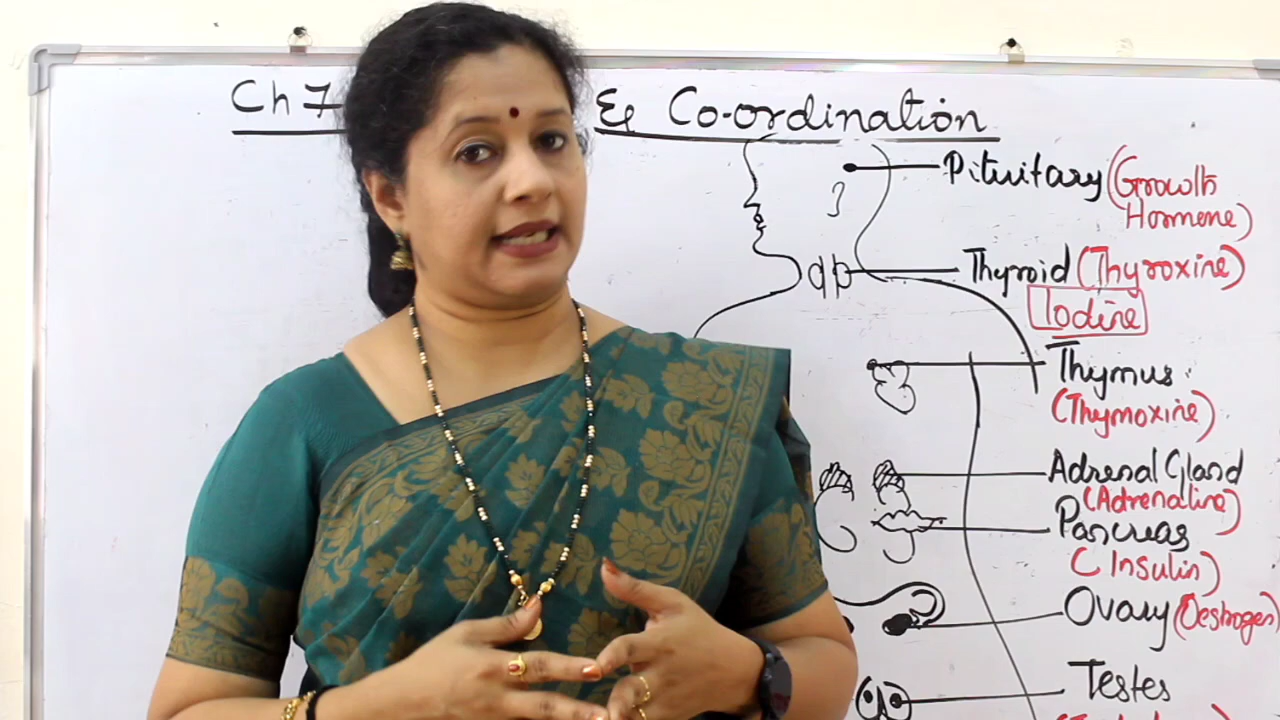 Ch 7 & Co-ordination
Pituitary (Growth
Hormone)
Thyroid (Thyroxine)
Iodine
Thymus
(Thymoxine)
Adrenal Gland
(Adrenaline)
Pancreas
(Insulin)
Ovary (Oestrogen)
Testes